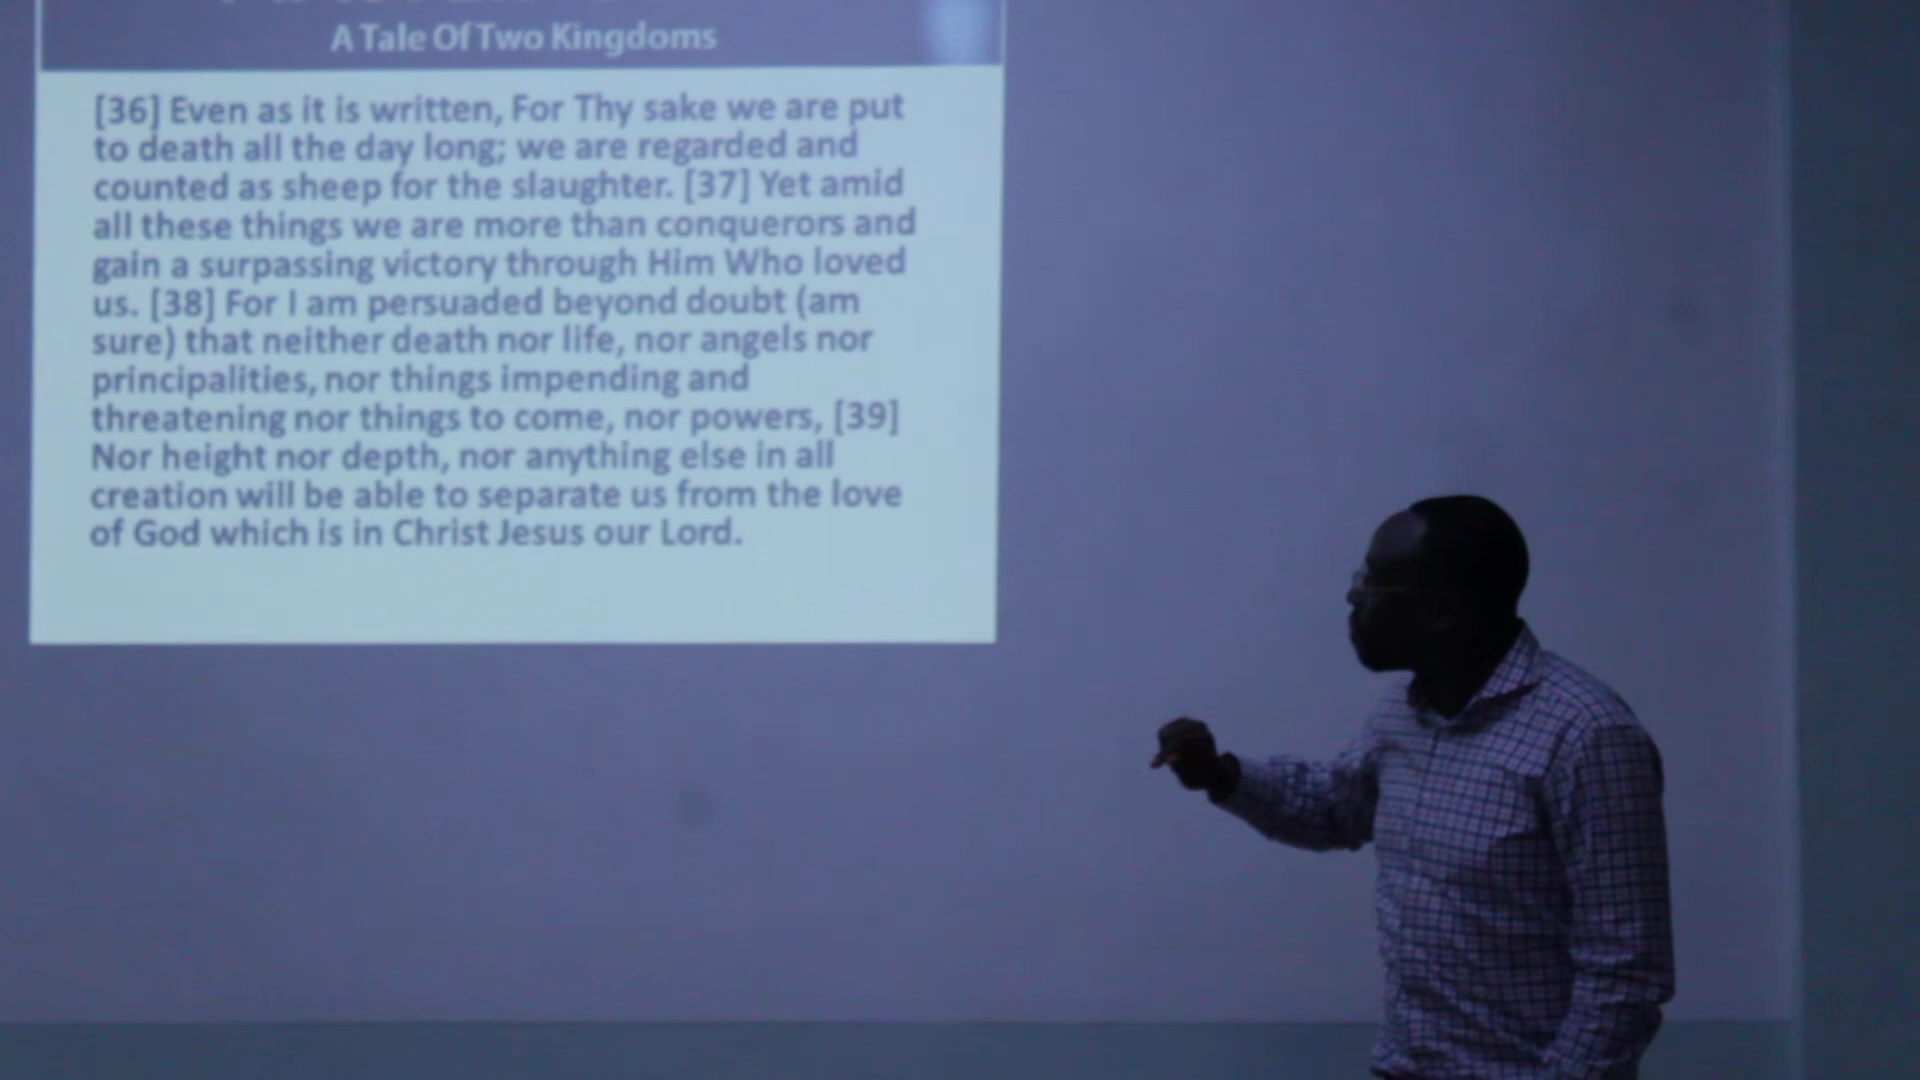 A Tale Of Two Kingdoms
[36] Even as it is written, For Thy sake we are put
to death all the day long; we are regarded and
counted as sheep for the slaughter. [37] Yet amid
all these things we are more than conquerors and
gain a surpassing victory through Him Who loved
us. [38] For I am persuaded beyond doubt (am
sure) that neither death nor life, nor angels nor
principalities, nor things impending and
threatening nor things to come, nor powers, [39]
Nor height nor depth, nor anything else in all
creation will be able to separate us from the love
of God which is in Christ Jesus our Lord.